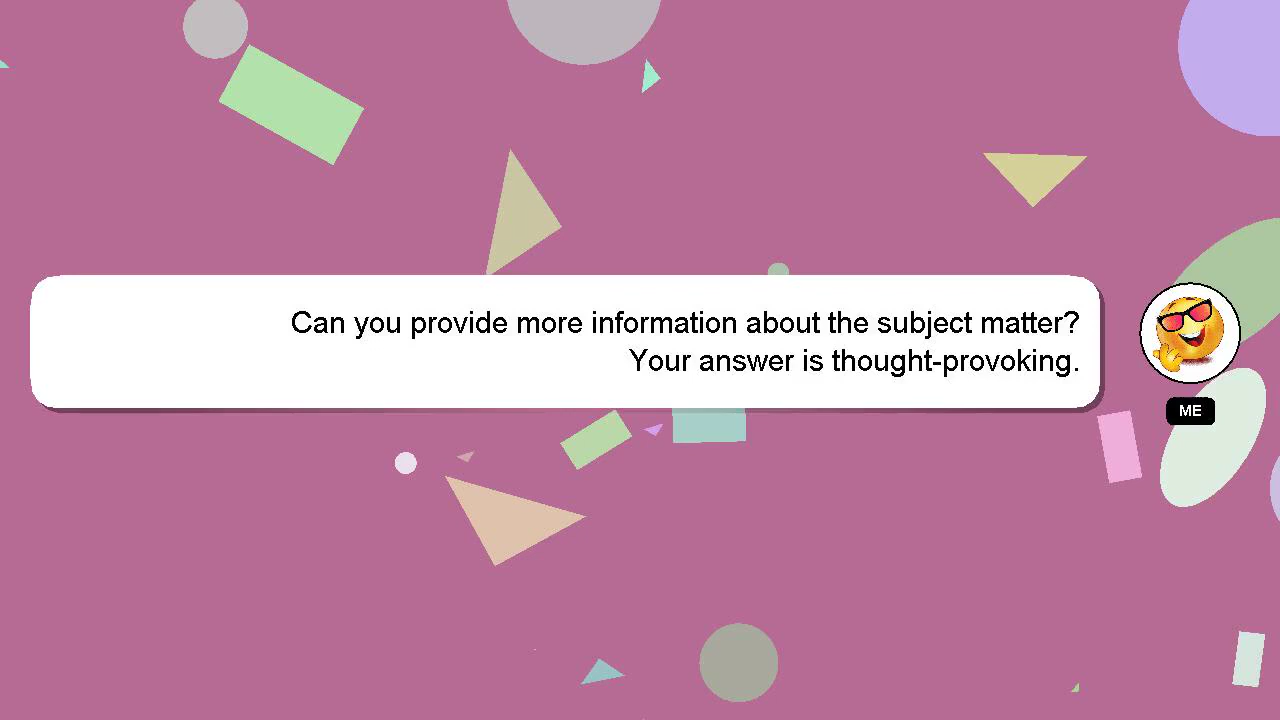 Can you provide more information about the subject matter?
Your answer is thought-provoking.
ME